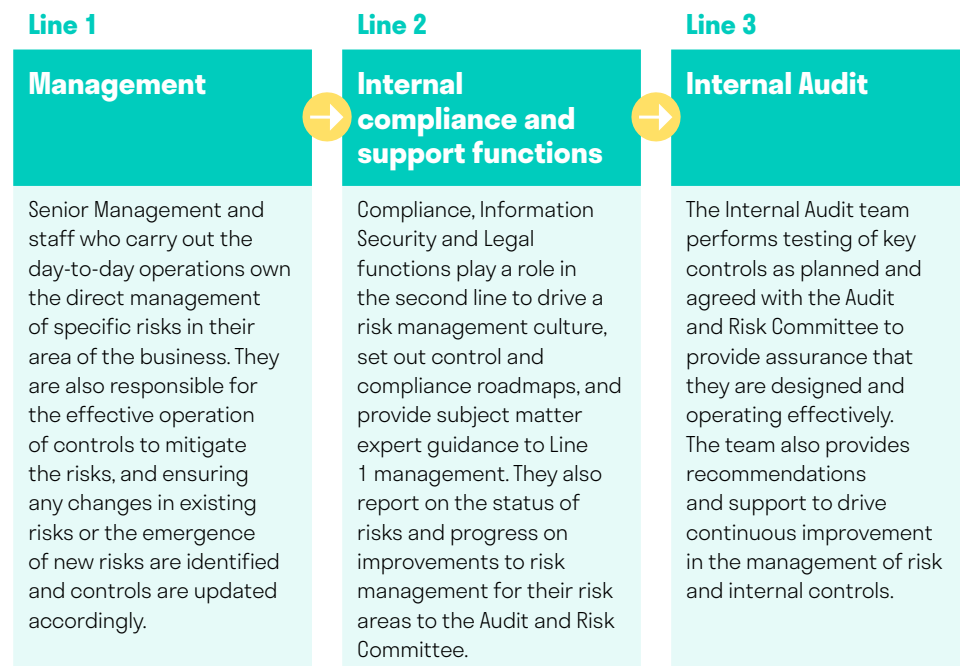 Line 1
Management
Senior Management and
staff who carry out the
day-to-day operations own
the direct management
of specific risks in their
area of the business. They
are also responsible for
the effective operation
of controls to mitigate
the risks, and ensuring
any changes in existing
risks or the emergence
of new risks are identified
and controls are updated
accordingly.
Line 2
Internal
compliance and
support functions
Compliance, Information
Security and Legal
functions play a role in
the second line to drive a
risk management culture,
set out control and
compliance roadmaps, and
provide subject matter
expert guidance to Line
1 management. They also
report on the status of
risks and progress on
improvements to risk
management for their risk
areas to the Audit and Risk
Committee.
Line 3
Internal Audit
The Internal Audit team
performs testing of key
controls as planned and
agreed with the Audit
and Risk Committee to
provide assurance that
they are designed and
operating effectively.
The team also provides
recommendations
and support to drive
continuous improvement
in the management of risk
and internal controls.